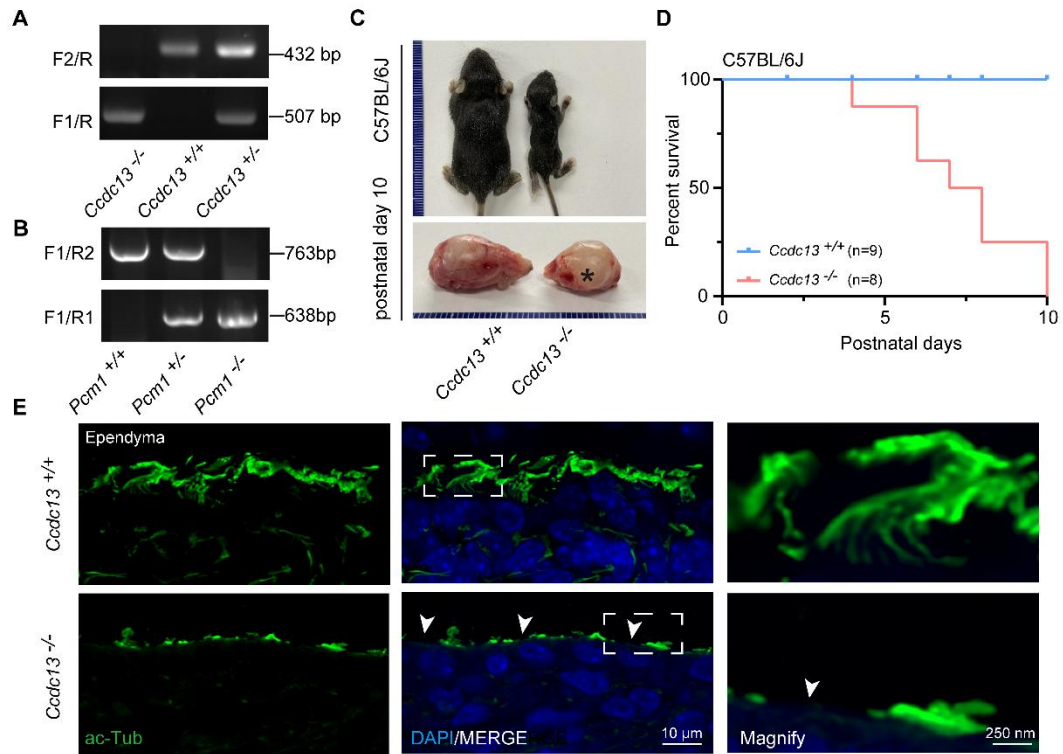 A
F2/R
432 bp
F1/R
507 bp
Ccdc13 -/-
Ccdc13 +/+
Ccdc13 +/-
B
F1/R2
763bp
F1/R1
638bp
Pcm1 +/+
Pcm1 +/-
Pcm1 -/-
C
C57BL/6J
postnatal day 10
*
Ccdc13 +/+
Ccdc13 -/-
D
C57BL/6J
Percent survival
100
50
0
0
5
10
Ccdc13 +/+ (n=9)
Ccdc13 -/- (n=8)
Postnatal days
E
Ependyma
Ccdc13 +/+
Ccdc13 -/-
ac-Tub
DAPI/MERGE
10 µm
Magnify
250 nm